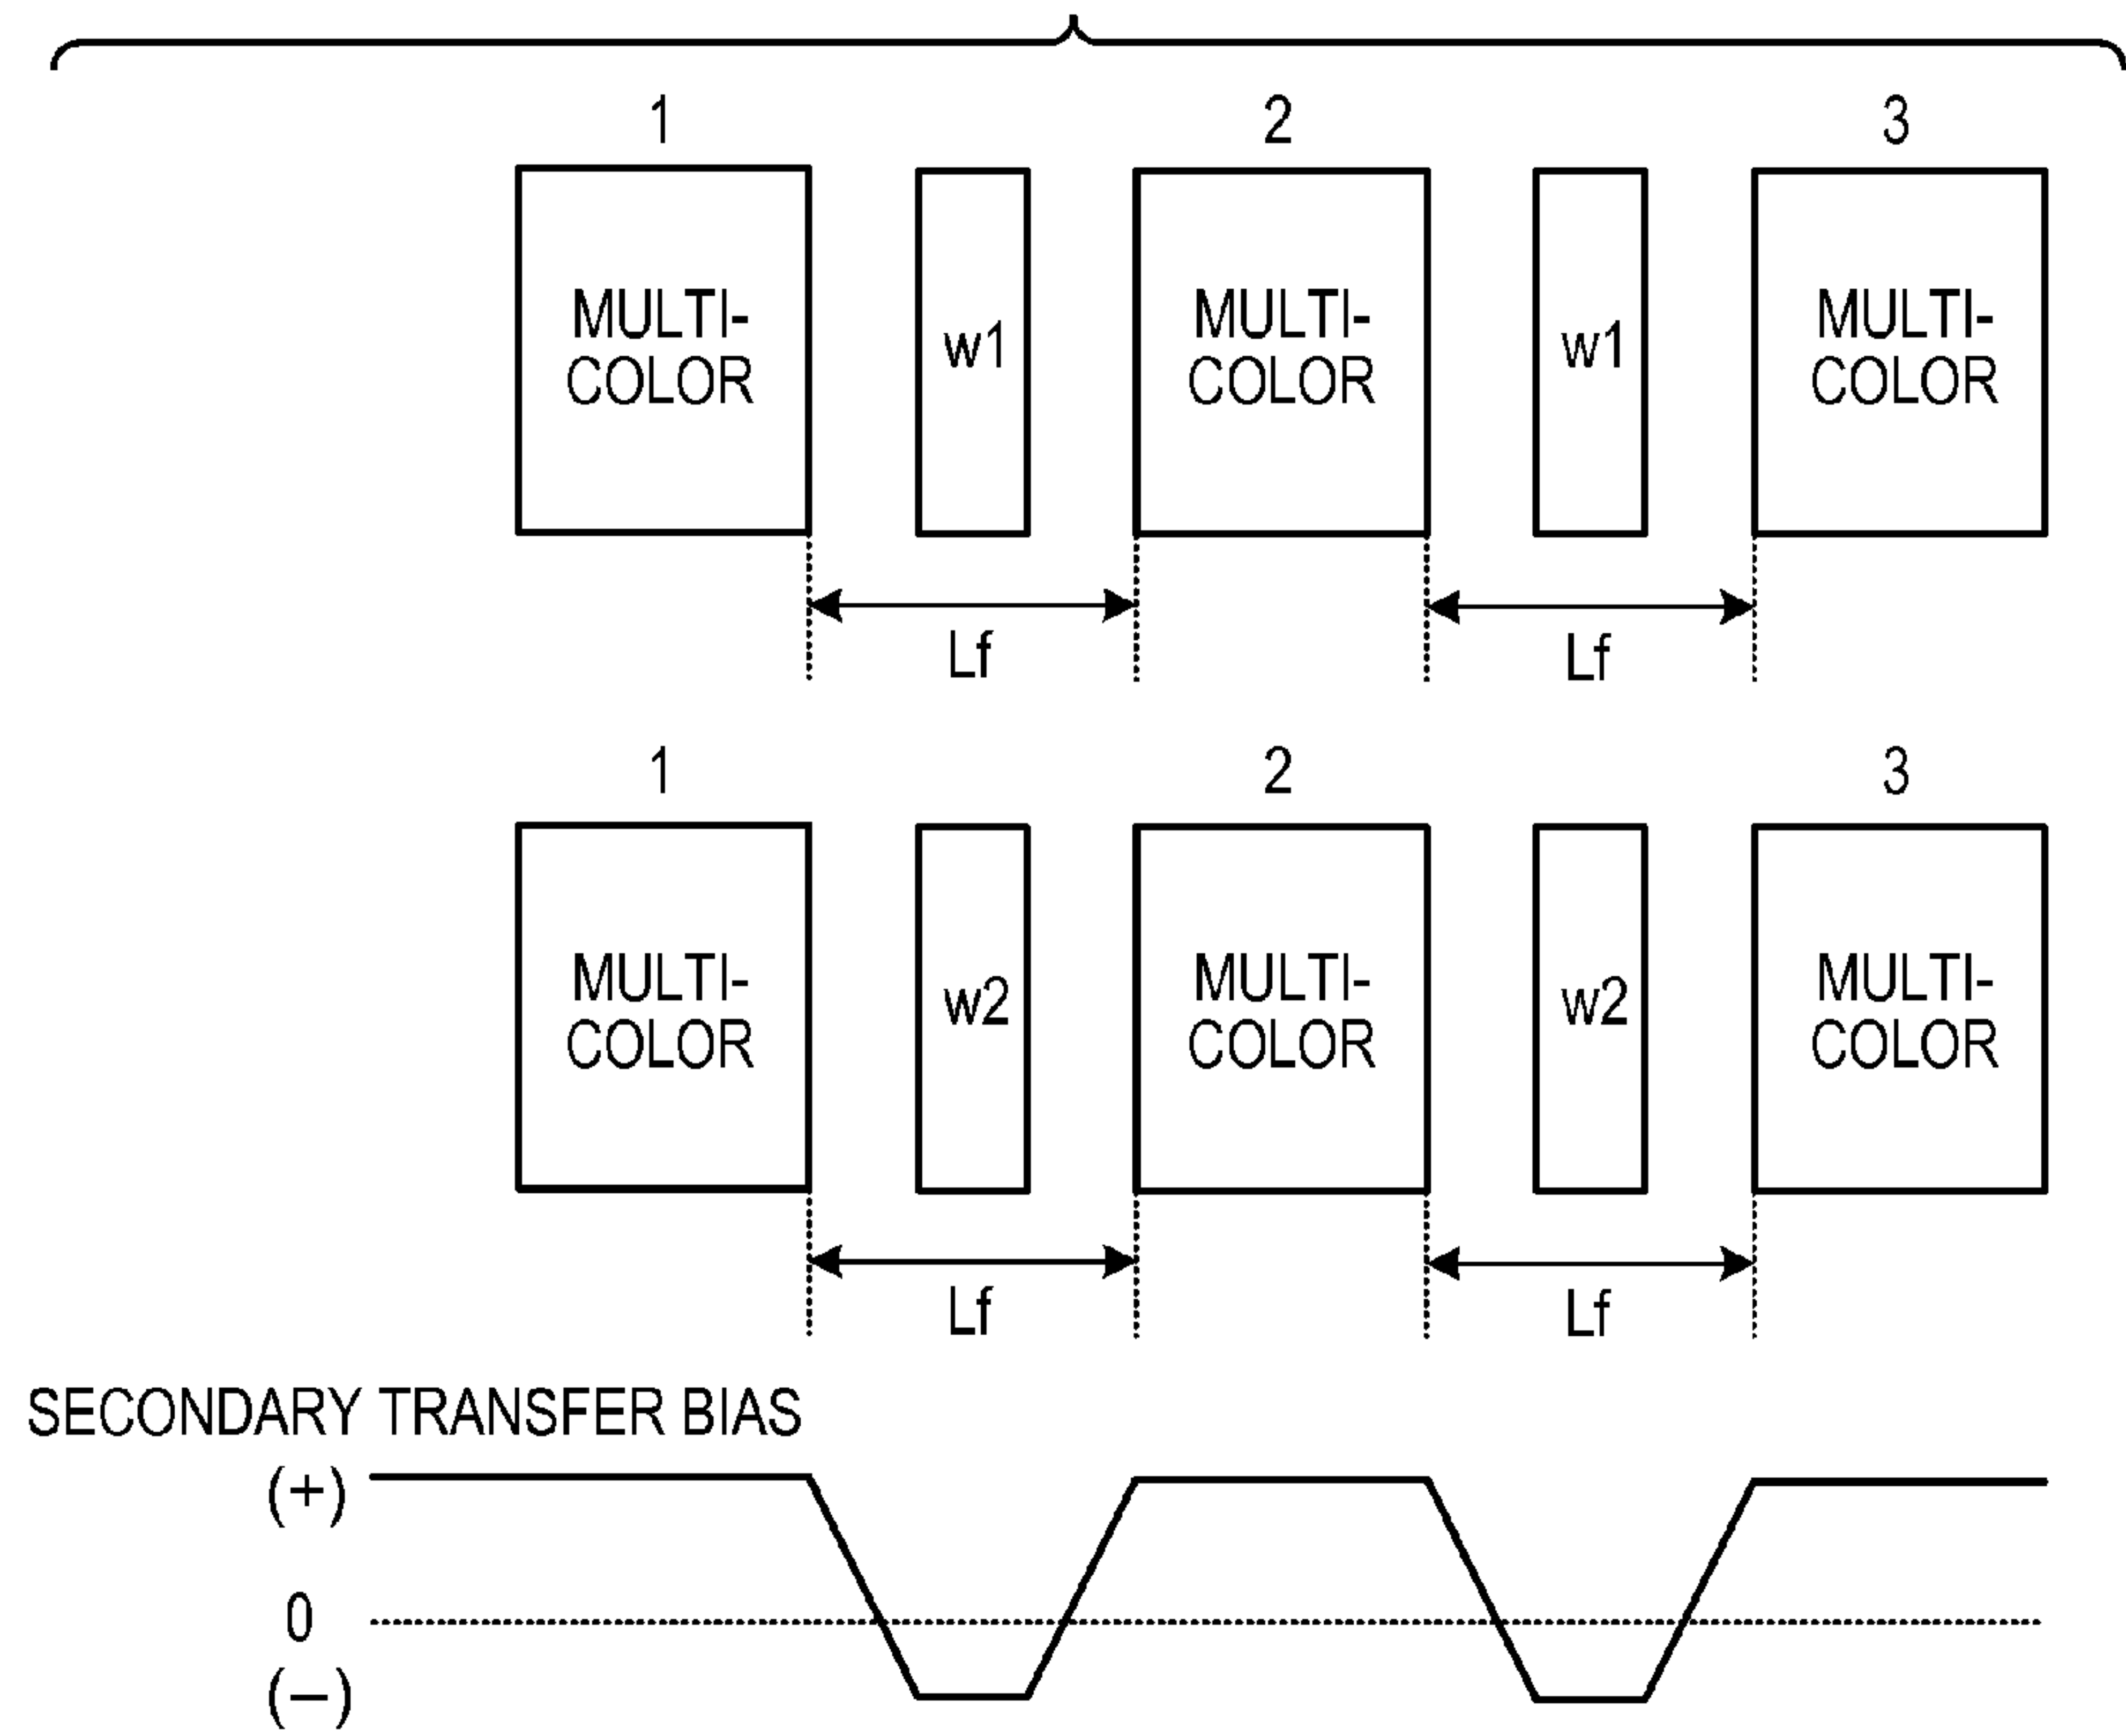 1 2 3
MULTI-
COLOR
w1
MULTI-
COLOR
w1
MULTI-
COLOR
Lf Lf
1 2 3
MULTI-
COLOR
w2
MULTI-
COLOR
w2
MULTI-
COLOR
Lf Lf
SECONDARY TRANSFER BIAS
(+)
0
(−)